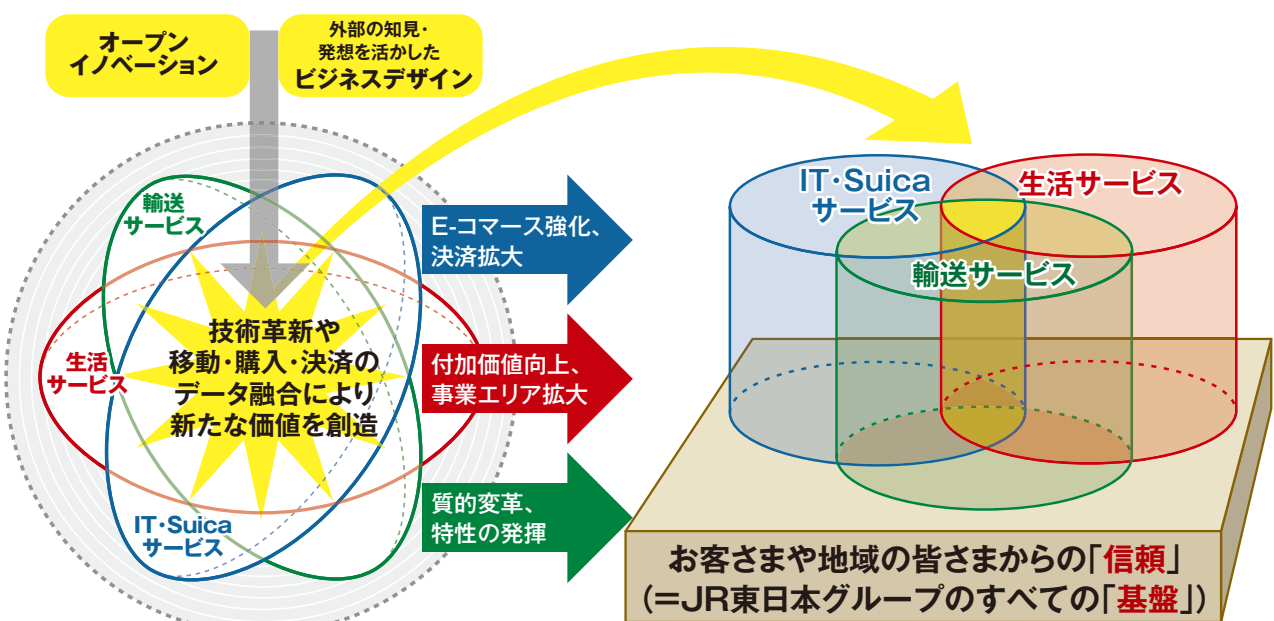 オープン
イノベーション
外部の知見・
発想を活かした
ビジネスデザイン
輸送
サービス
生活
サービス
技術革新や
移動・購入・決済の
データ融合により
新たな価値を創造
IT・Suica
サービス
E-コマース強化、
決済拡大
付加価値向上、
事業エリア拡大
質的変革、
特性の発揮
IT・Suica
サービス
生活サービス
輸送サービス
お客さまや地域の皆さまからの「信頼」
(=JR東日本グループのすべての「基盤」)